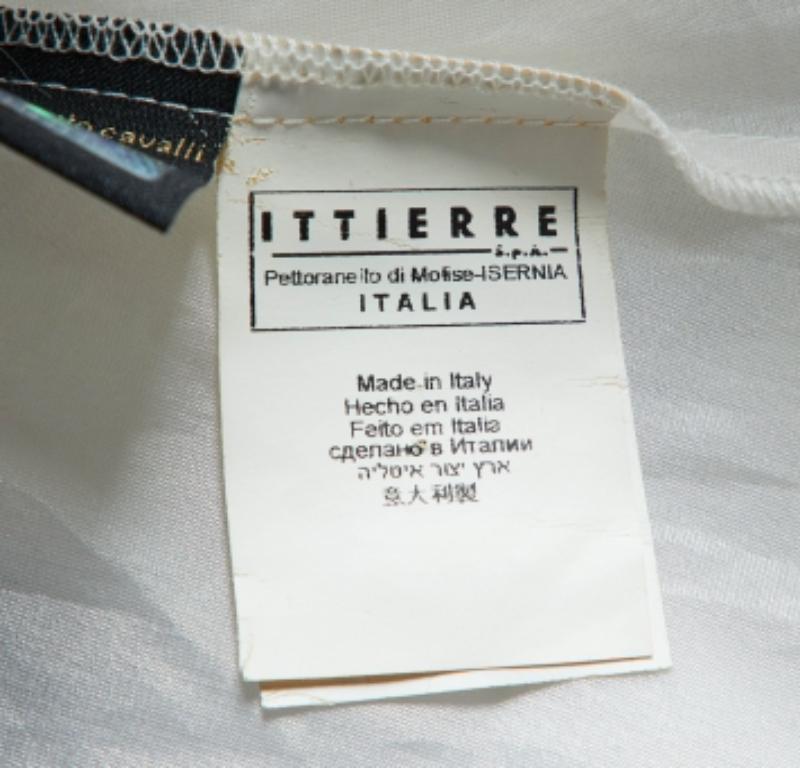 cavalli
ITTIERRE
S.P.A.
Pettoranello di Molise-ISERNIA
ITALIA
Made in Italy
Hecho en Italia
Feito em Italia
сделано в Италии
ארץ יצור איטליה
意大利製